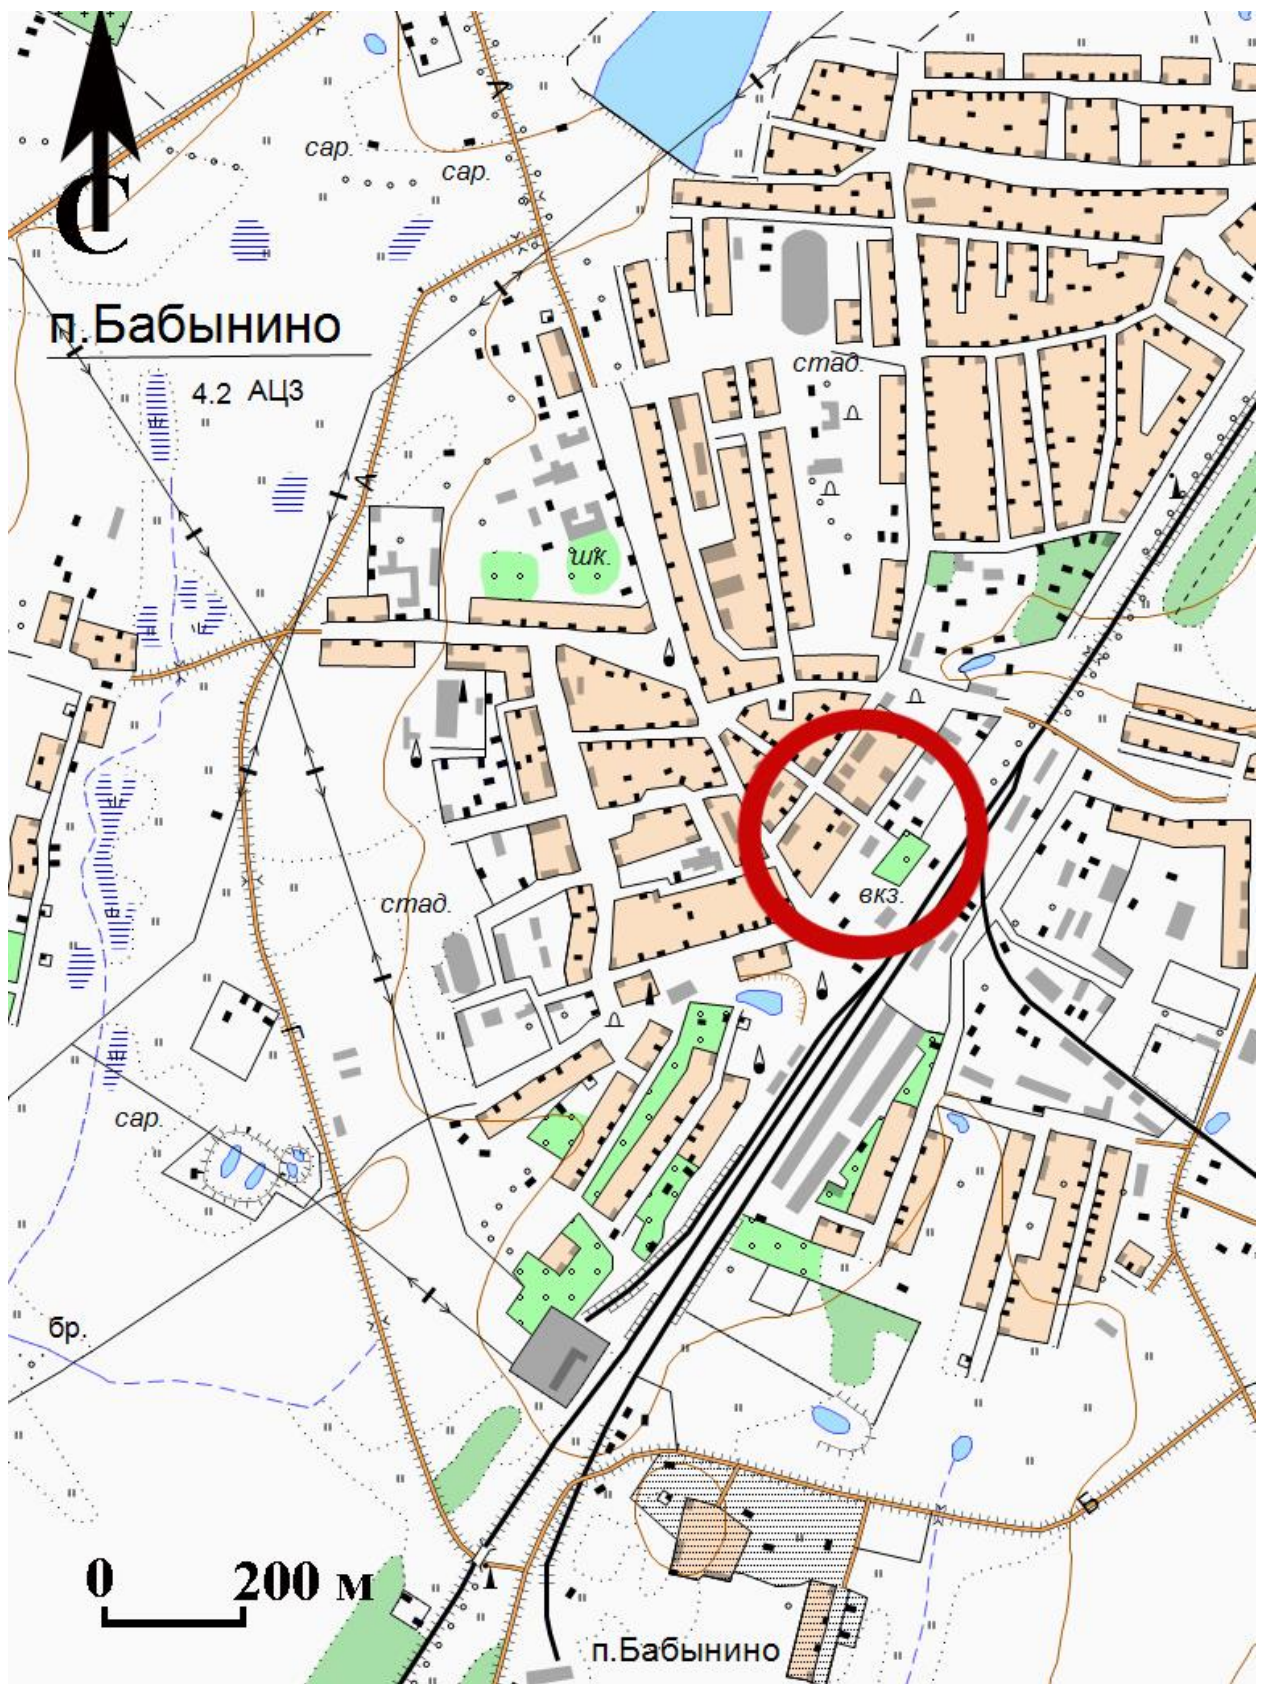 А
сар.
сар.
С
п.Бабынино
4.2 АЦЗ
стад.
А
шк.
вкз.
стад.
Г
сар.
бр.
Б
0 200 м
п.Бабынино